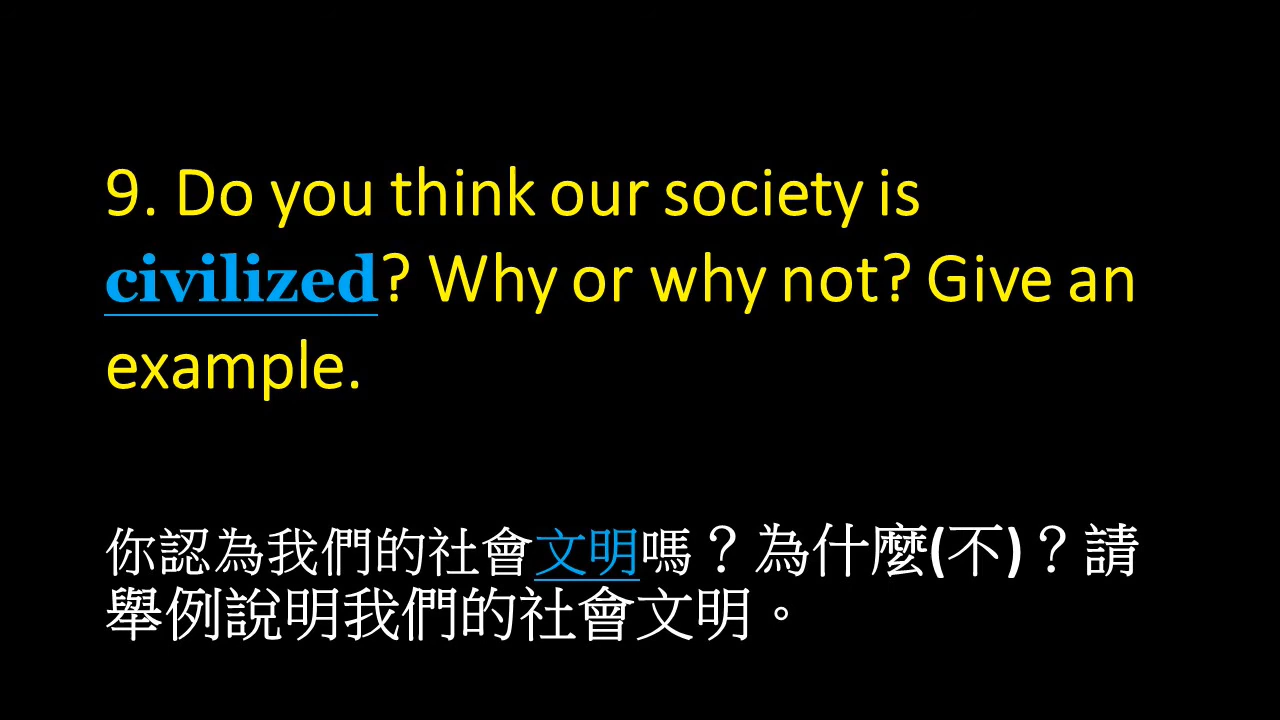 9. Do you think our society is
civilized? Why or why not? Give an
example.
你認為我們的社會文明嗎？為什麼(不)？請
舉例說明我們的社會文明。